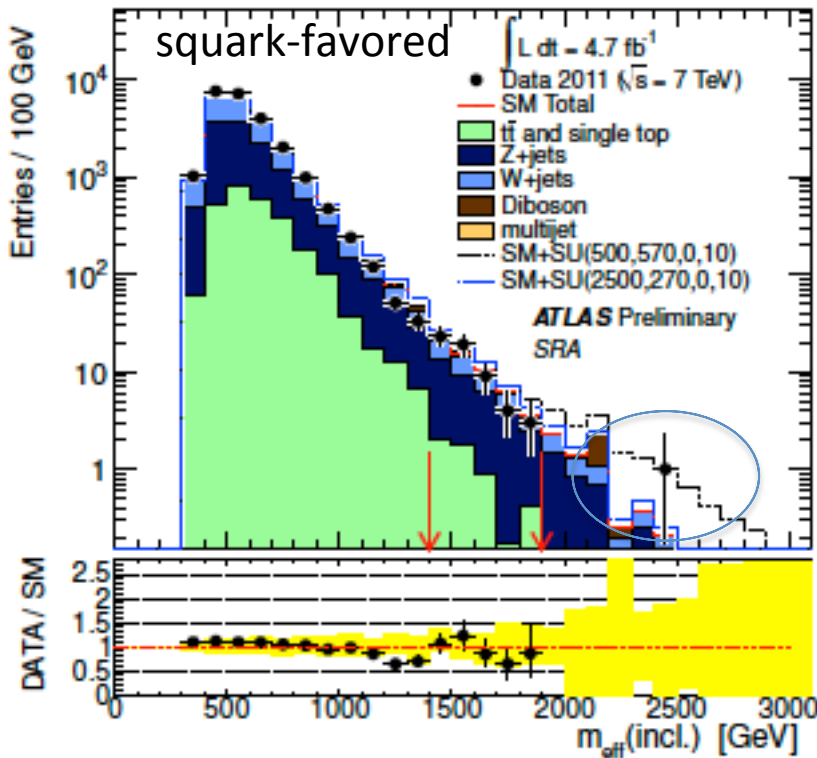 squark-favored
∫ L dt = 4.7 fb⁻¹
Data 2011 (√s = 7 TeV)
SM Total
tt̄ and single top
Z+jets
W+jets
Diboson
multijet
SM+SU(500,570,0,10)
SM+SU(2500,270,0,10)
ATLAS Preliminary
SRA
Entries / 100 GeV
10⁴
10³
10²
10
1
DATA / SM
2.5
2
1.5
1
0.5
0
0 500 1000 1500 2000 2500 3000
m_eff(incl.) [GeV]